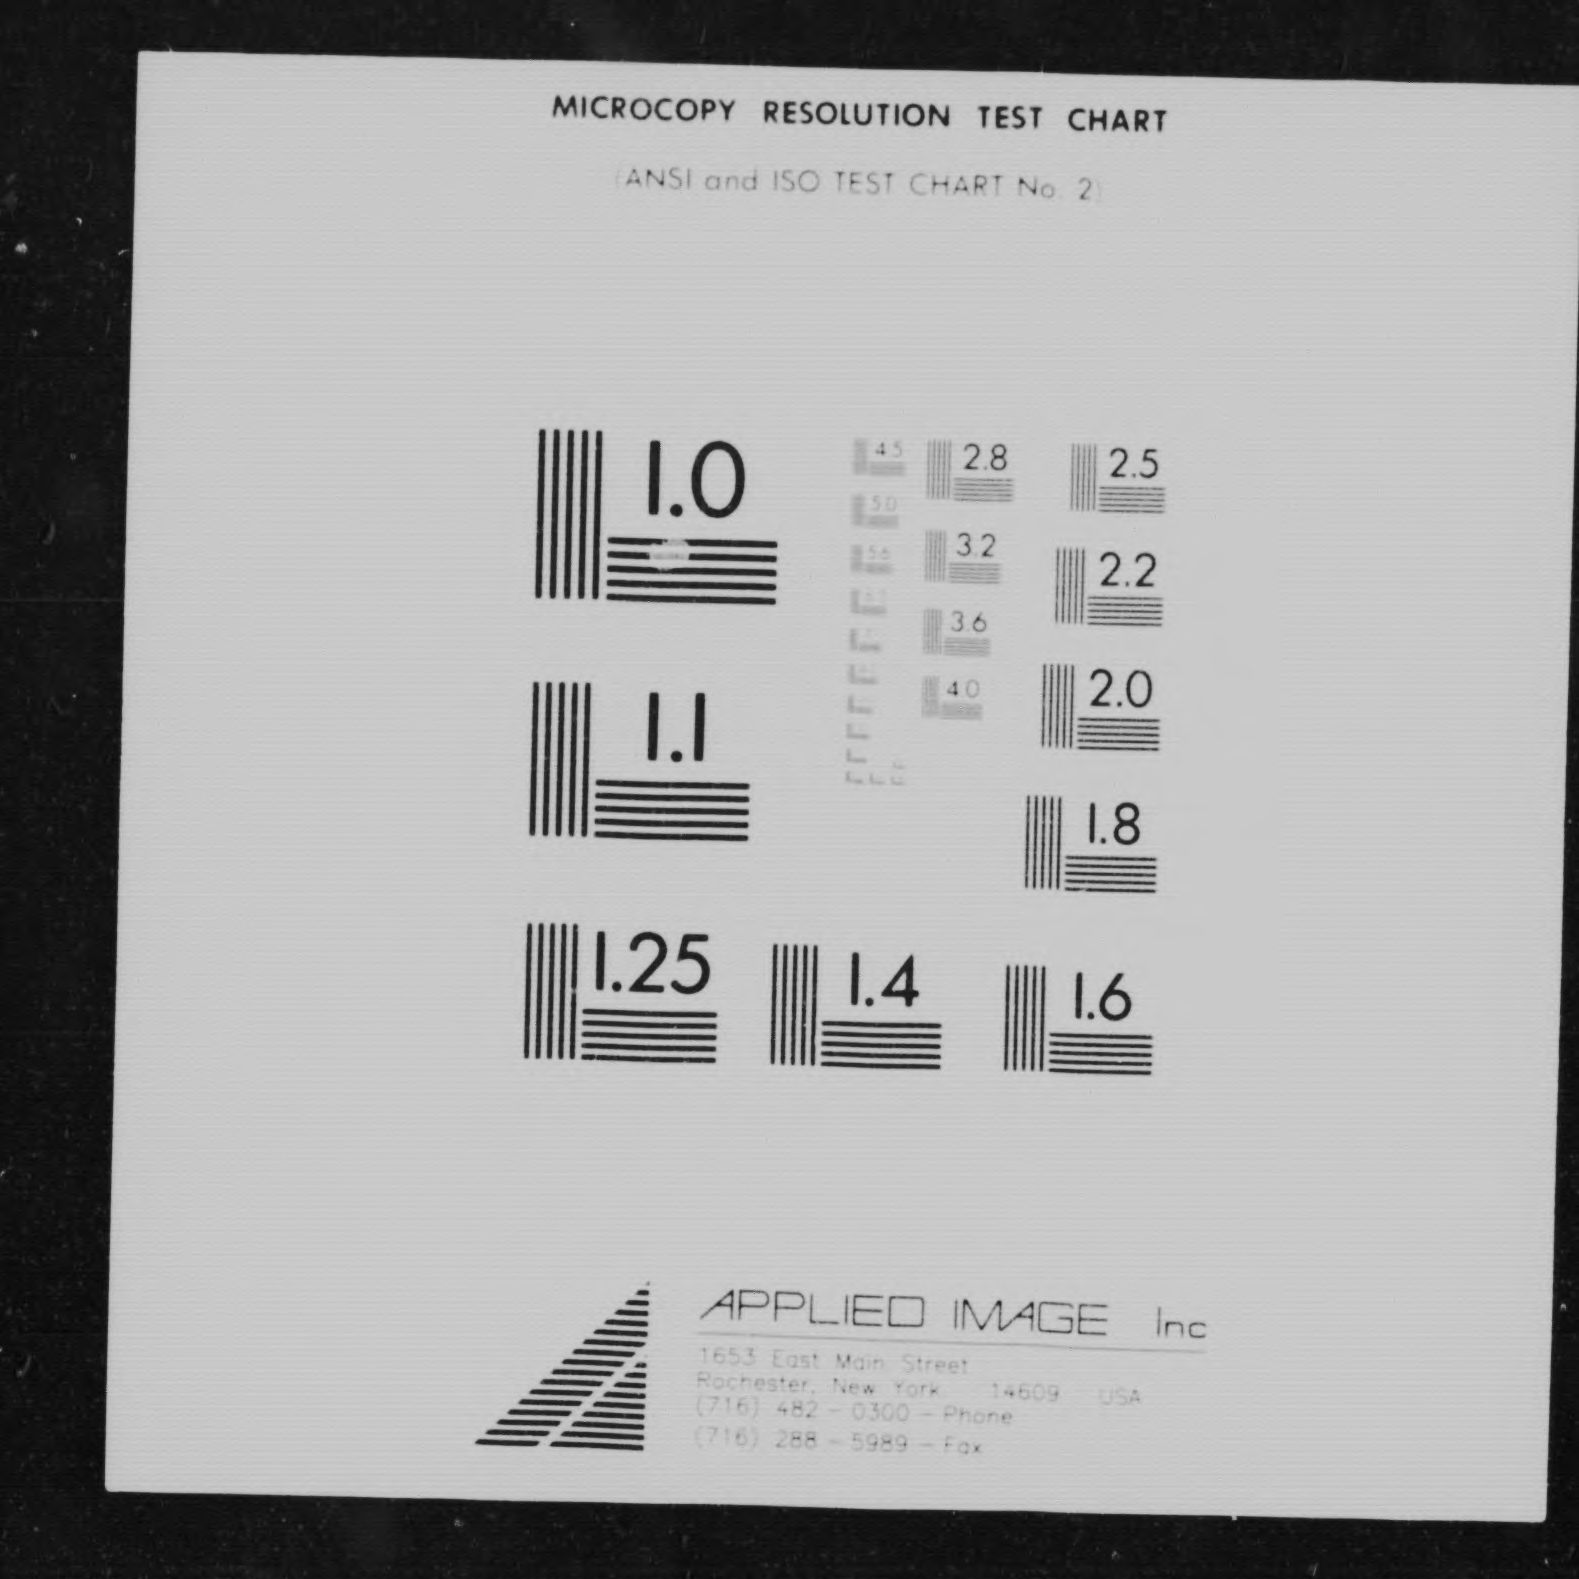 MICROCOPY RESOLUTION TEST CHART
(ANSI and ISO TEST CHART No. 2)
1.0
1.1
1.25
1.4
1.6
1.8
2.0
2.2
2.5
2.8
3.2
3.6
4.0
4.5
5.0
5.6
APPLIED IMAGE Inc
1653 East Main Street
Rochester, New York 14609 USA
(716) 482 - 0300 - Phone
(716) 288 - 5989 - Fax